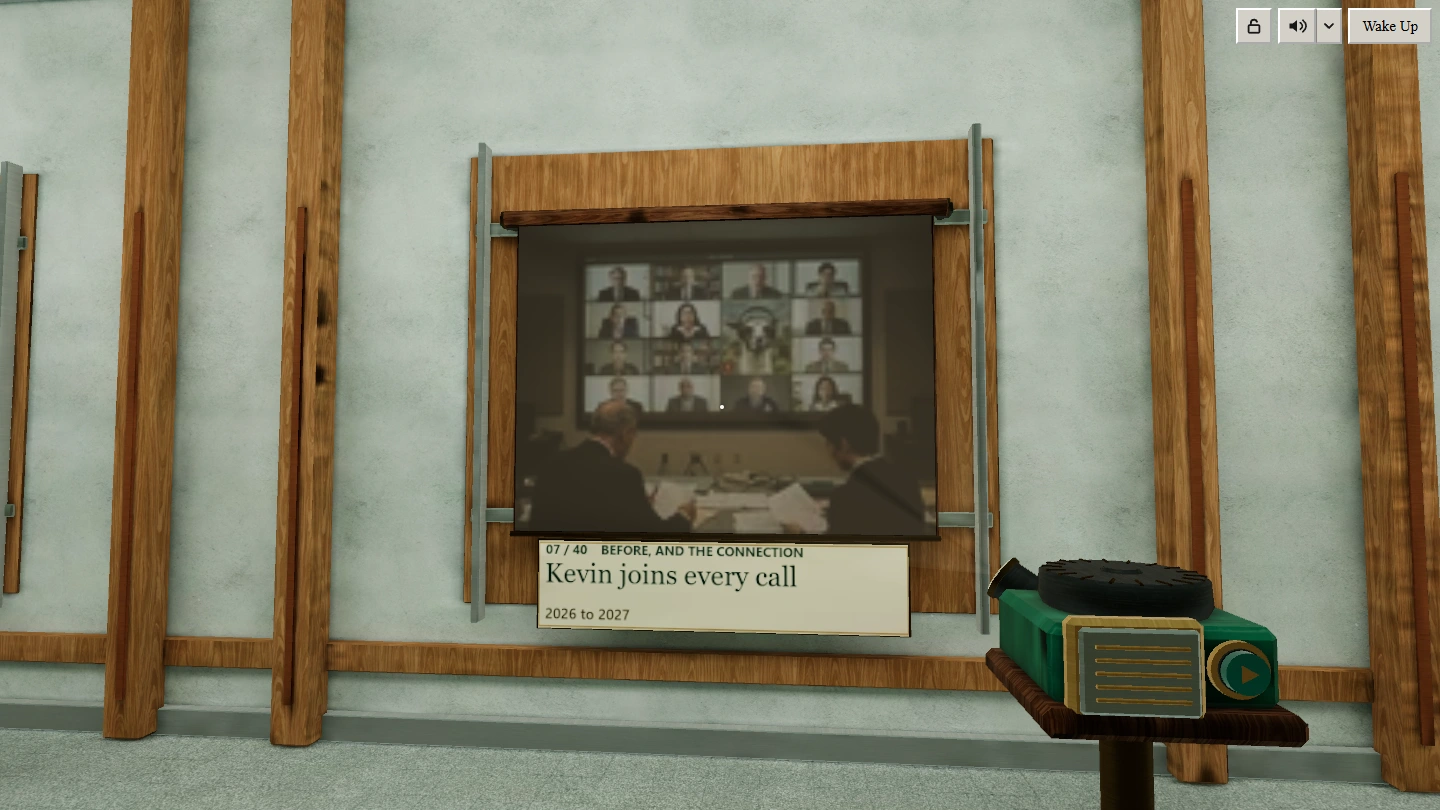 Wake Up
07 / 40 BEFORE, AND THE CONNECTION
Kevin joins every call
2026 to 2027